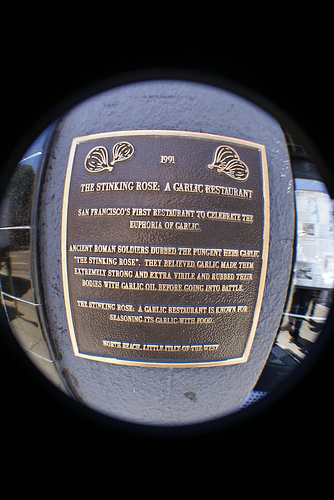 1991
THE STINKING ROSE: A GARLIC RESTAURANT
SAN FRANCISCO'S FIRST RESTAURANT TO CELEBRATE THE
EUPHORIA OF GARLIC.
ANCIENT ROMAN SOLDIERS DUBBED THE PUNGENT HERB GARLIC
"THE STINKING ROSE". THEY BELIEVED GARLIC MADE THEM
EXTREMELY STRONG AND EXTRA VIRILE AND RUBBED THEIR
BODIES WITH GARLIC OIL BEFORE GOING INTO BATTLE.
THE STINKING ROSE: A GARLIC RESTAURANT IS KNOWN FOR
SEASONING ITS GARLIC WITH FOOD.
NORTH BEACH, LITTLE ITALY OF THE WEST